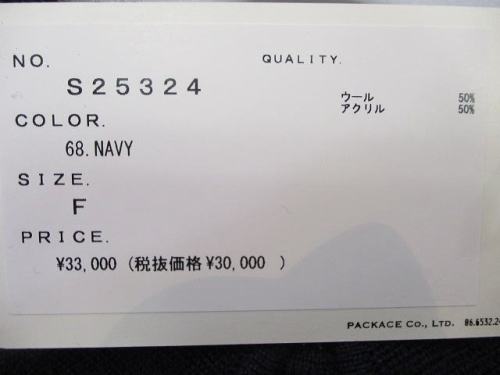 NO.
QUALITY.
S25324
ウール 50%
アクリル 50%
COLOR.
68.NAVY
SIZE.
F
PRICE.
¥33,000 (税抜価格¥30,000 )
PACKACE CO., LTD.